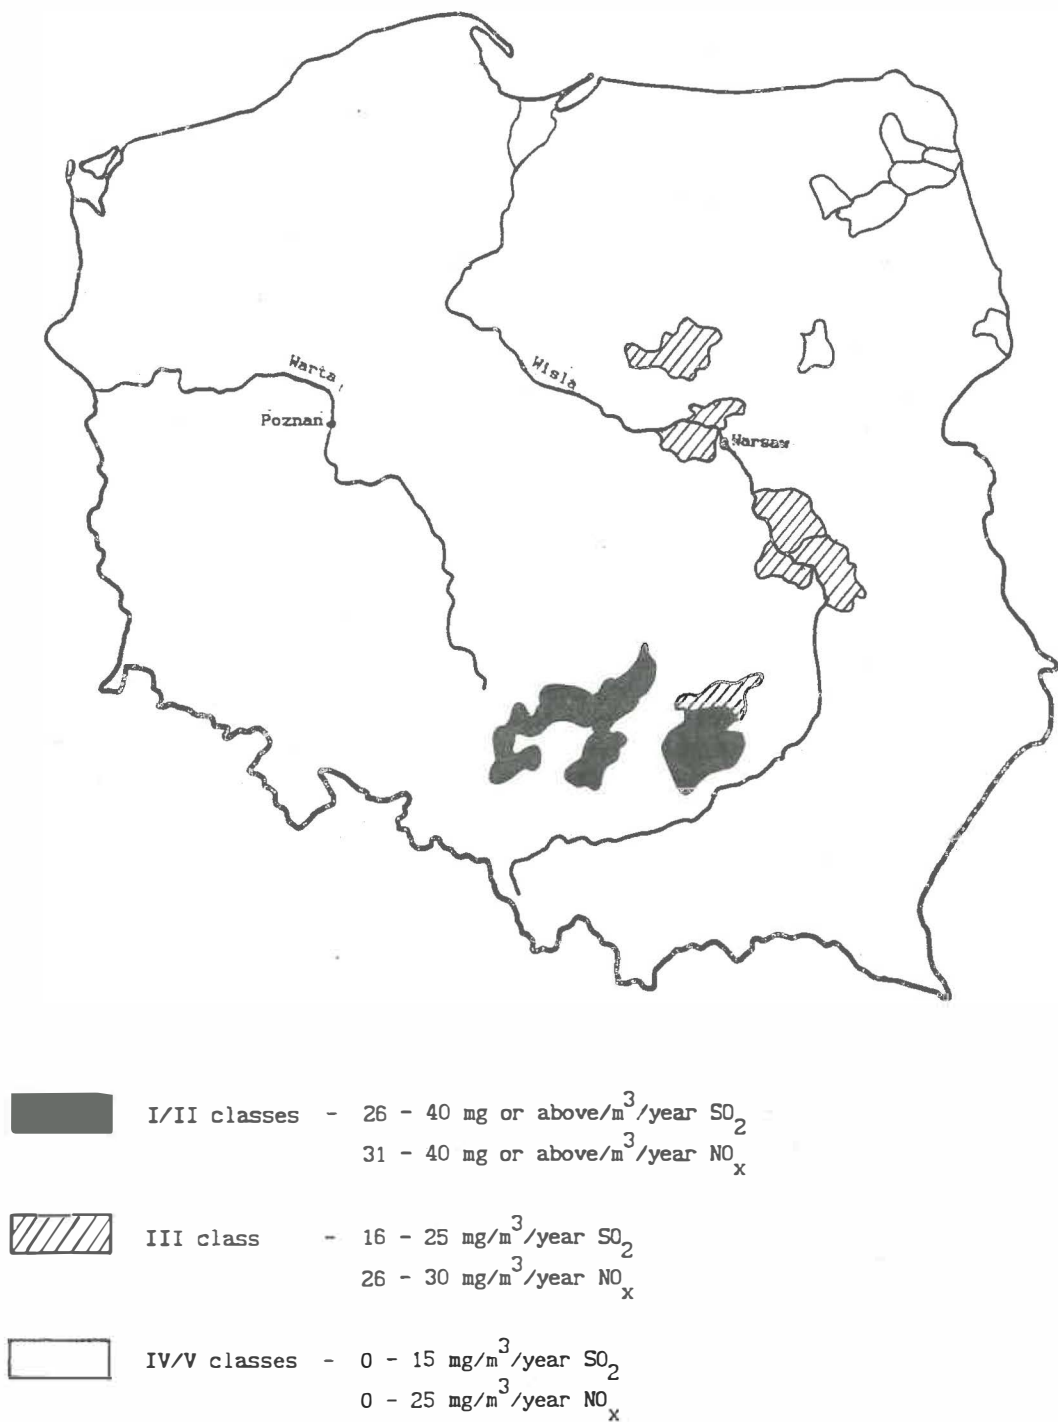 Warta
Wisla
Poznań
Warsaw
I/II classes - 26 - 40 mg or above/m³/year SO₂
31 - 40 mg or above/m³/year NOₓ
III class - 16 - 25 mg/m³/year SO₂
26 - 30 mg/m³/year NOₓ
IV/V classes - 0 - 15 mg/m³/year SO₂
0 - 25 mg/m³/year NOₓ